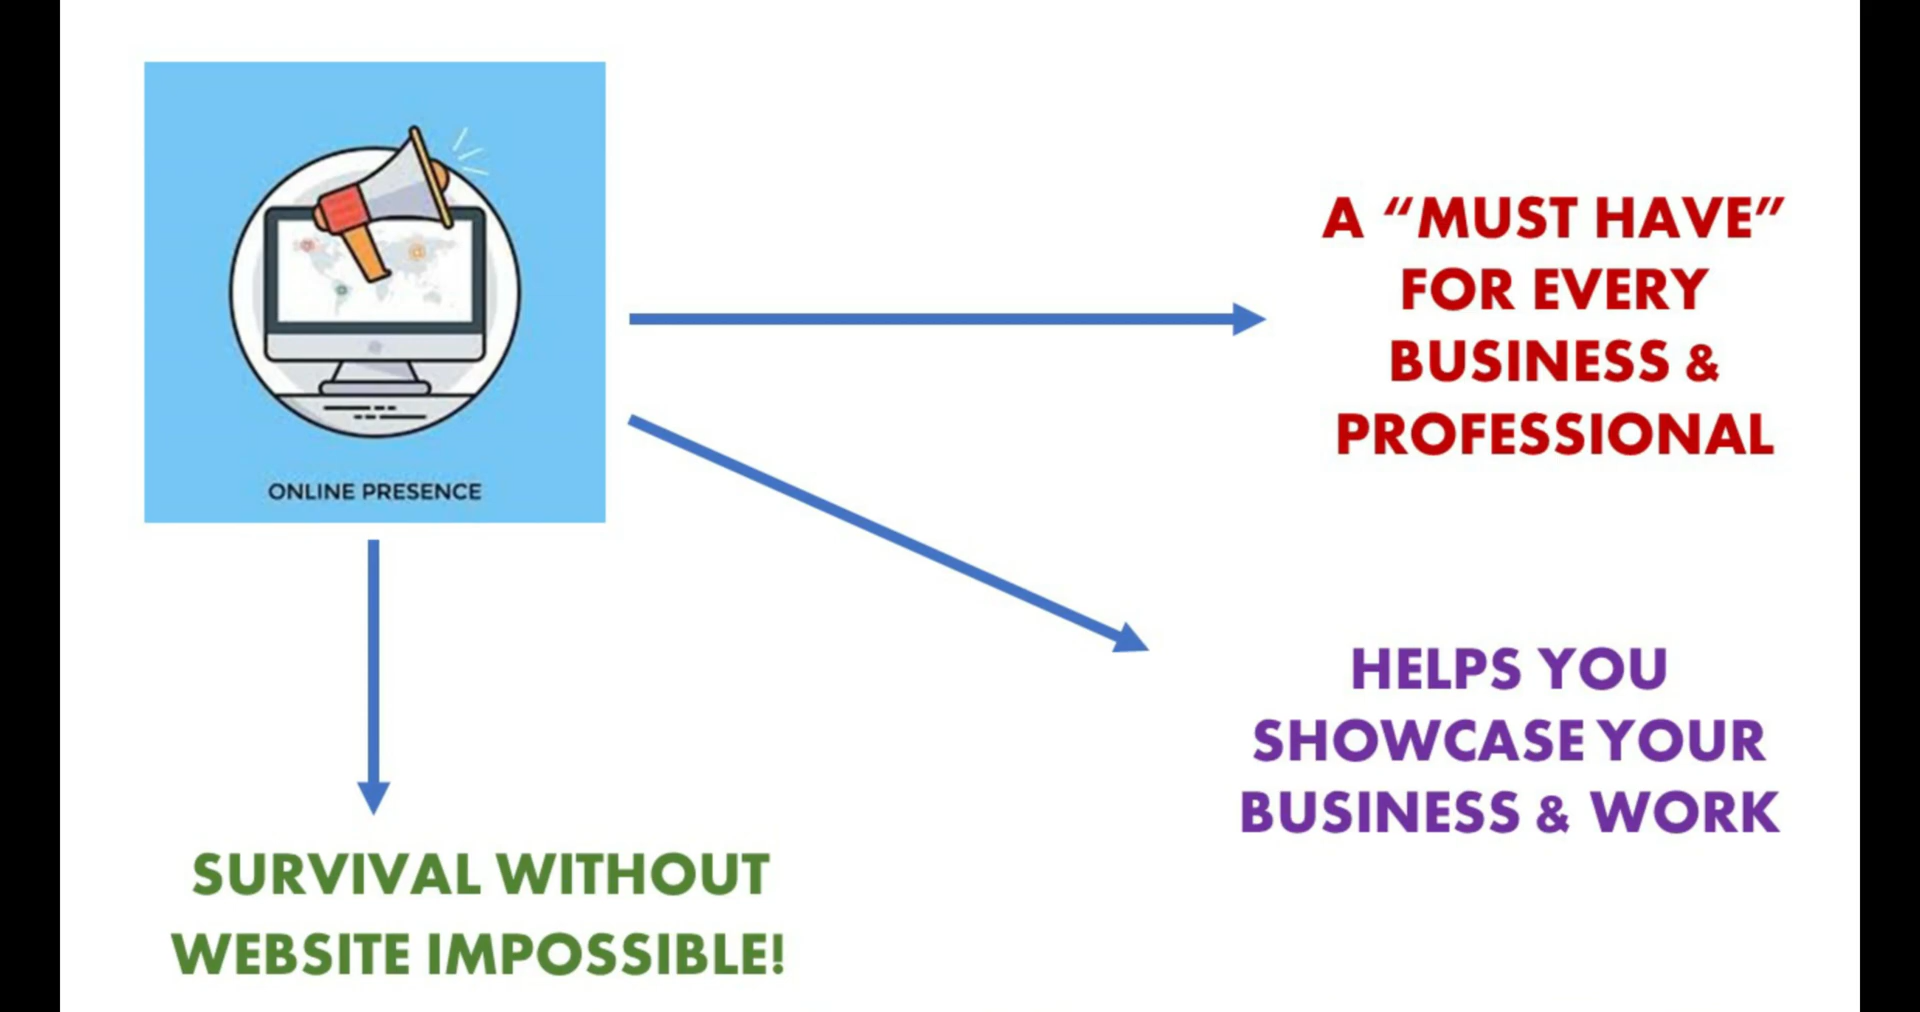 ONLINE PRESENCE
A “MUST HAVE”
FOR EVERY
BUSINESS &
PROFESSIONAL
HELPS YOU
SHOWCASE YOUR
BUSINESS & WORK
SURVIVAL WITHOUT
WEBSITE IMPOSSIBLE!